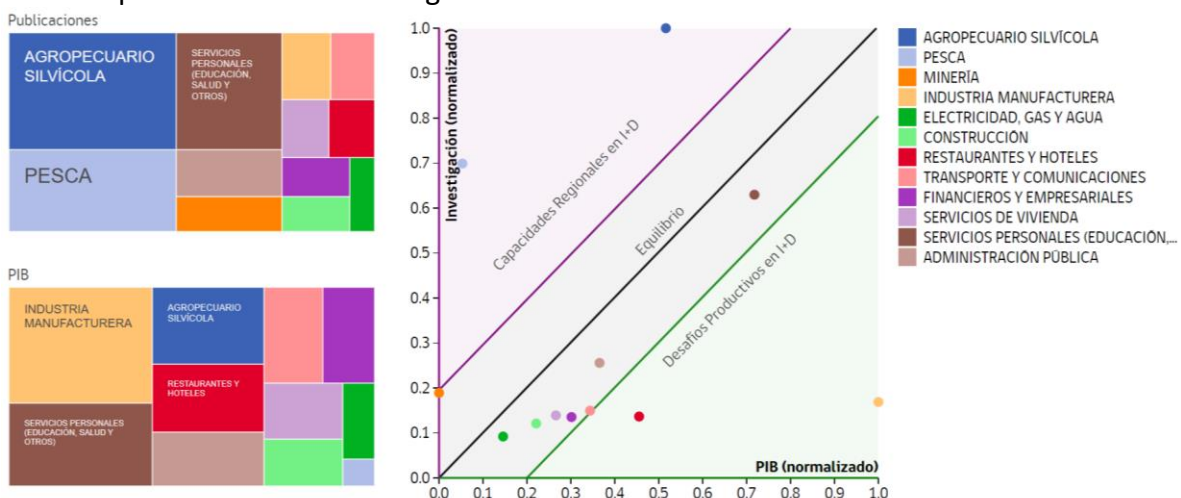 Publicaciones
AGROPECUARIO
SILVÍCOLA
SERVICIOS
PERSONALES
(EDUCACIÓN,
SALUD Y
OTROS)
PESCA
PIB
INDUSTRIA
MANUFACTURERA
AGROPECUARIO
SILVÍCOLA
RESTAURANTES Y
HOTELES
SERVICIOS PERSONALES
(EDUCACIÓN, SALUD Y
OTROS)
Investigación (normalizado)
1.0
0.9
0.8
0.7
0.6
0.5
0.4
0.3
0.2
0.1
0.0
Capacidades Regionales en I+D
Equilibrio
Desafíos Productivos en I+D
PIB (normalizado)
0.0 0.1 0.2 0.3 0.4 0.5 0.6 0.7 0.8 0.9 1.0
AGROPECUARIO SILVÍCOLA
PESCA
MINERÍA
INDUSTRIA MANUFACTURERA
ELECTRICIDAD, GAS Y AGUA
CONSTRUCCIÓN
RESTAURANTES Y HOTELES
TRANSPORTE Y COMUNICACIONES
FINANCIEROS Y EMPRESARIALES
SERVICIOS DE VIVIENDA
SERVICIOS PERSONALES (EDUCACIÓN,...
ADMINISTRACIÓN PÚBLICA